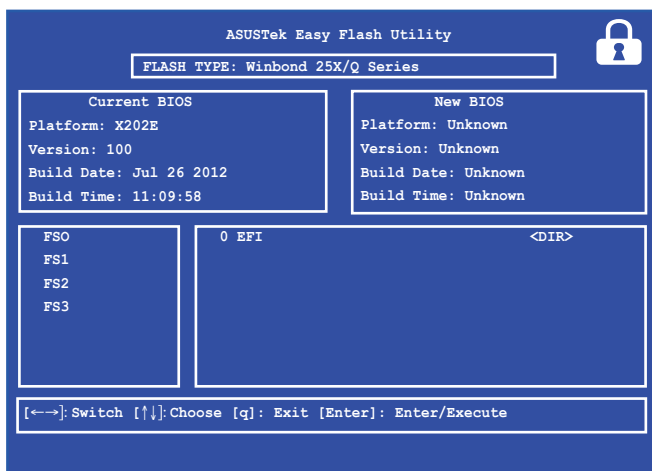 ASUSTek Easy Flash Utility
FLASH TYPE: Winbond 25X/Q Series
Current BIOS
Platform: X202E
Version: 100
Build Date: Jul 26 2012
Build Time: 11:09:58
New BIOS
Platform: Unknown
Version: Unknown
Build Date: Unknown
Build Time: Unknown
FSO
FS1
FS2
FS3
0 EFI <DIR>
[←→]: Switch [↑↓]: Choose [q]: Exit [Enter]: Enter/Execute